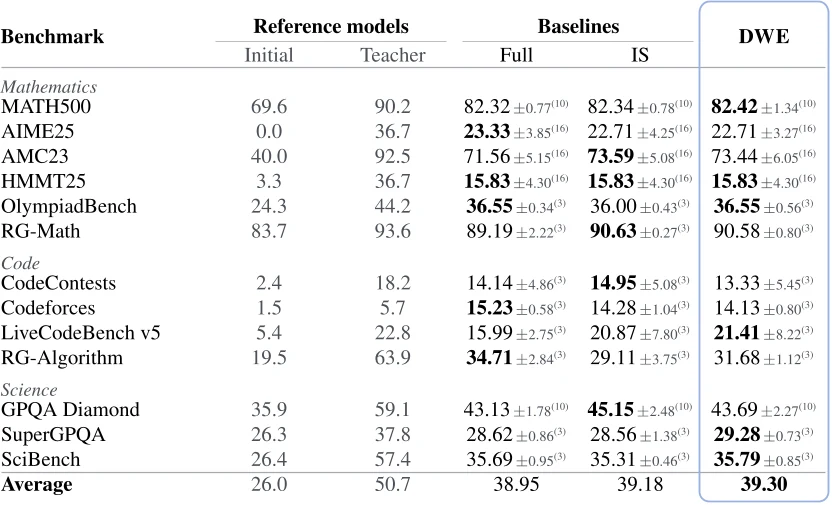 Benchmark Reference models Baselines DWE
Initial Teacher Full IS
Mathematics
MATH500 69.6 90.2 82.32 ±0.77(10) 82.34 ±0.78(10) 82.42 ±1.34(10)
AIME25 0.0 36.7 23.33 ±3.85(16) 22.71 ±4.25(16) 22.71 ±3.27(16)
AMC23 40.0 92.5 71.56 ±5.15(16) 73.59 ±5.08(16) 73.44 ±6.05(16)
HMMT25 3.3 36.7 15.83 ±4.30(16) 15.83 ±4.30(16) 15.83 ±4.30(16)
OlympiadBench 24.3 44.2 36.55 ±0.34(3) 36.00 ±0.43(3) 36.55 ±0.56(3)
RG-Math 83.7 93.6 89.19 ±2.22(3) 90.63 ±0.27(3) 90.58 ±0.80(3)
Code
CodeContests 2.4 18.2 14.14 ±4.86(3) 14.95 ±5.08(3) 13.33 ±5.45(3)
Codeforces 1.5 5.7 15.23 ±0.58(3) 14.28 ±1.04(3) 14.13 ±0.80(3)
LiveCodeBench v5 5.4 22.8 15.99 ±2.75(3) 20.87 ±7.80(3) 21.41 ±8.22(3)
RG-Algorithm 19.5 63.9 34.71 ±2.84(3) 29.11 ±3.75(3) 31.68 ±1.12(3)
Science
GPQA Diamond 35.9 59.1 43.13 ±1.78(10) 45.15 ±2.48(10) 43.69 ±2.27(10)
SuperGPQA 26.3 37.8 28.62 ±0.86(3) 28.56 ±1.38(3) 29.28 ±0.73(3)
SciBench 26.4 57.4 35.69 ±0.95(3) 35.31 ±0.46(3) 35.79 ±0.85(3)
Average 26.0 50.7 38.95 39.18 39.30